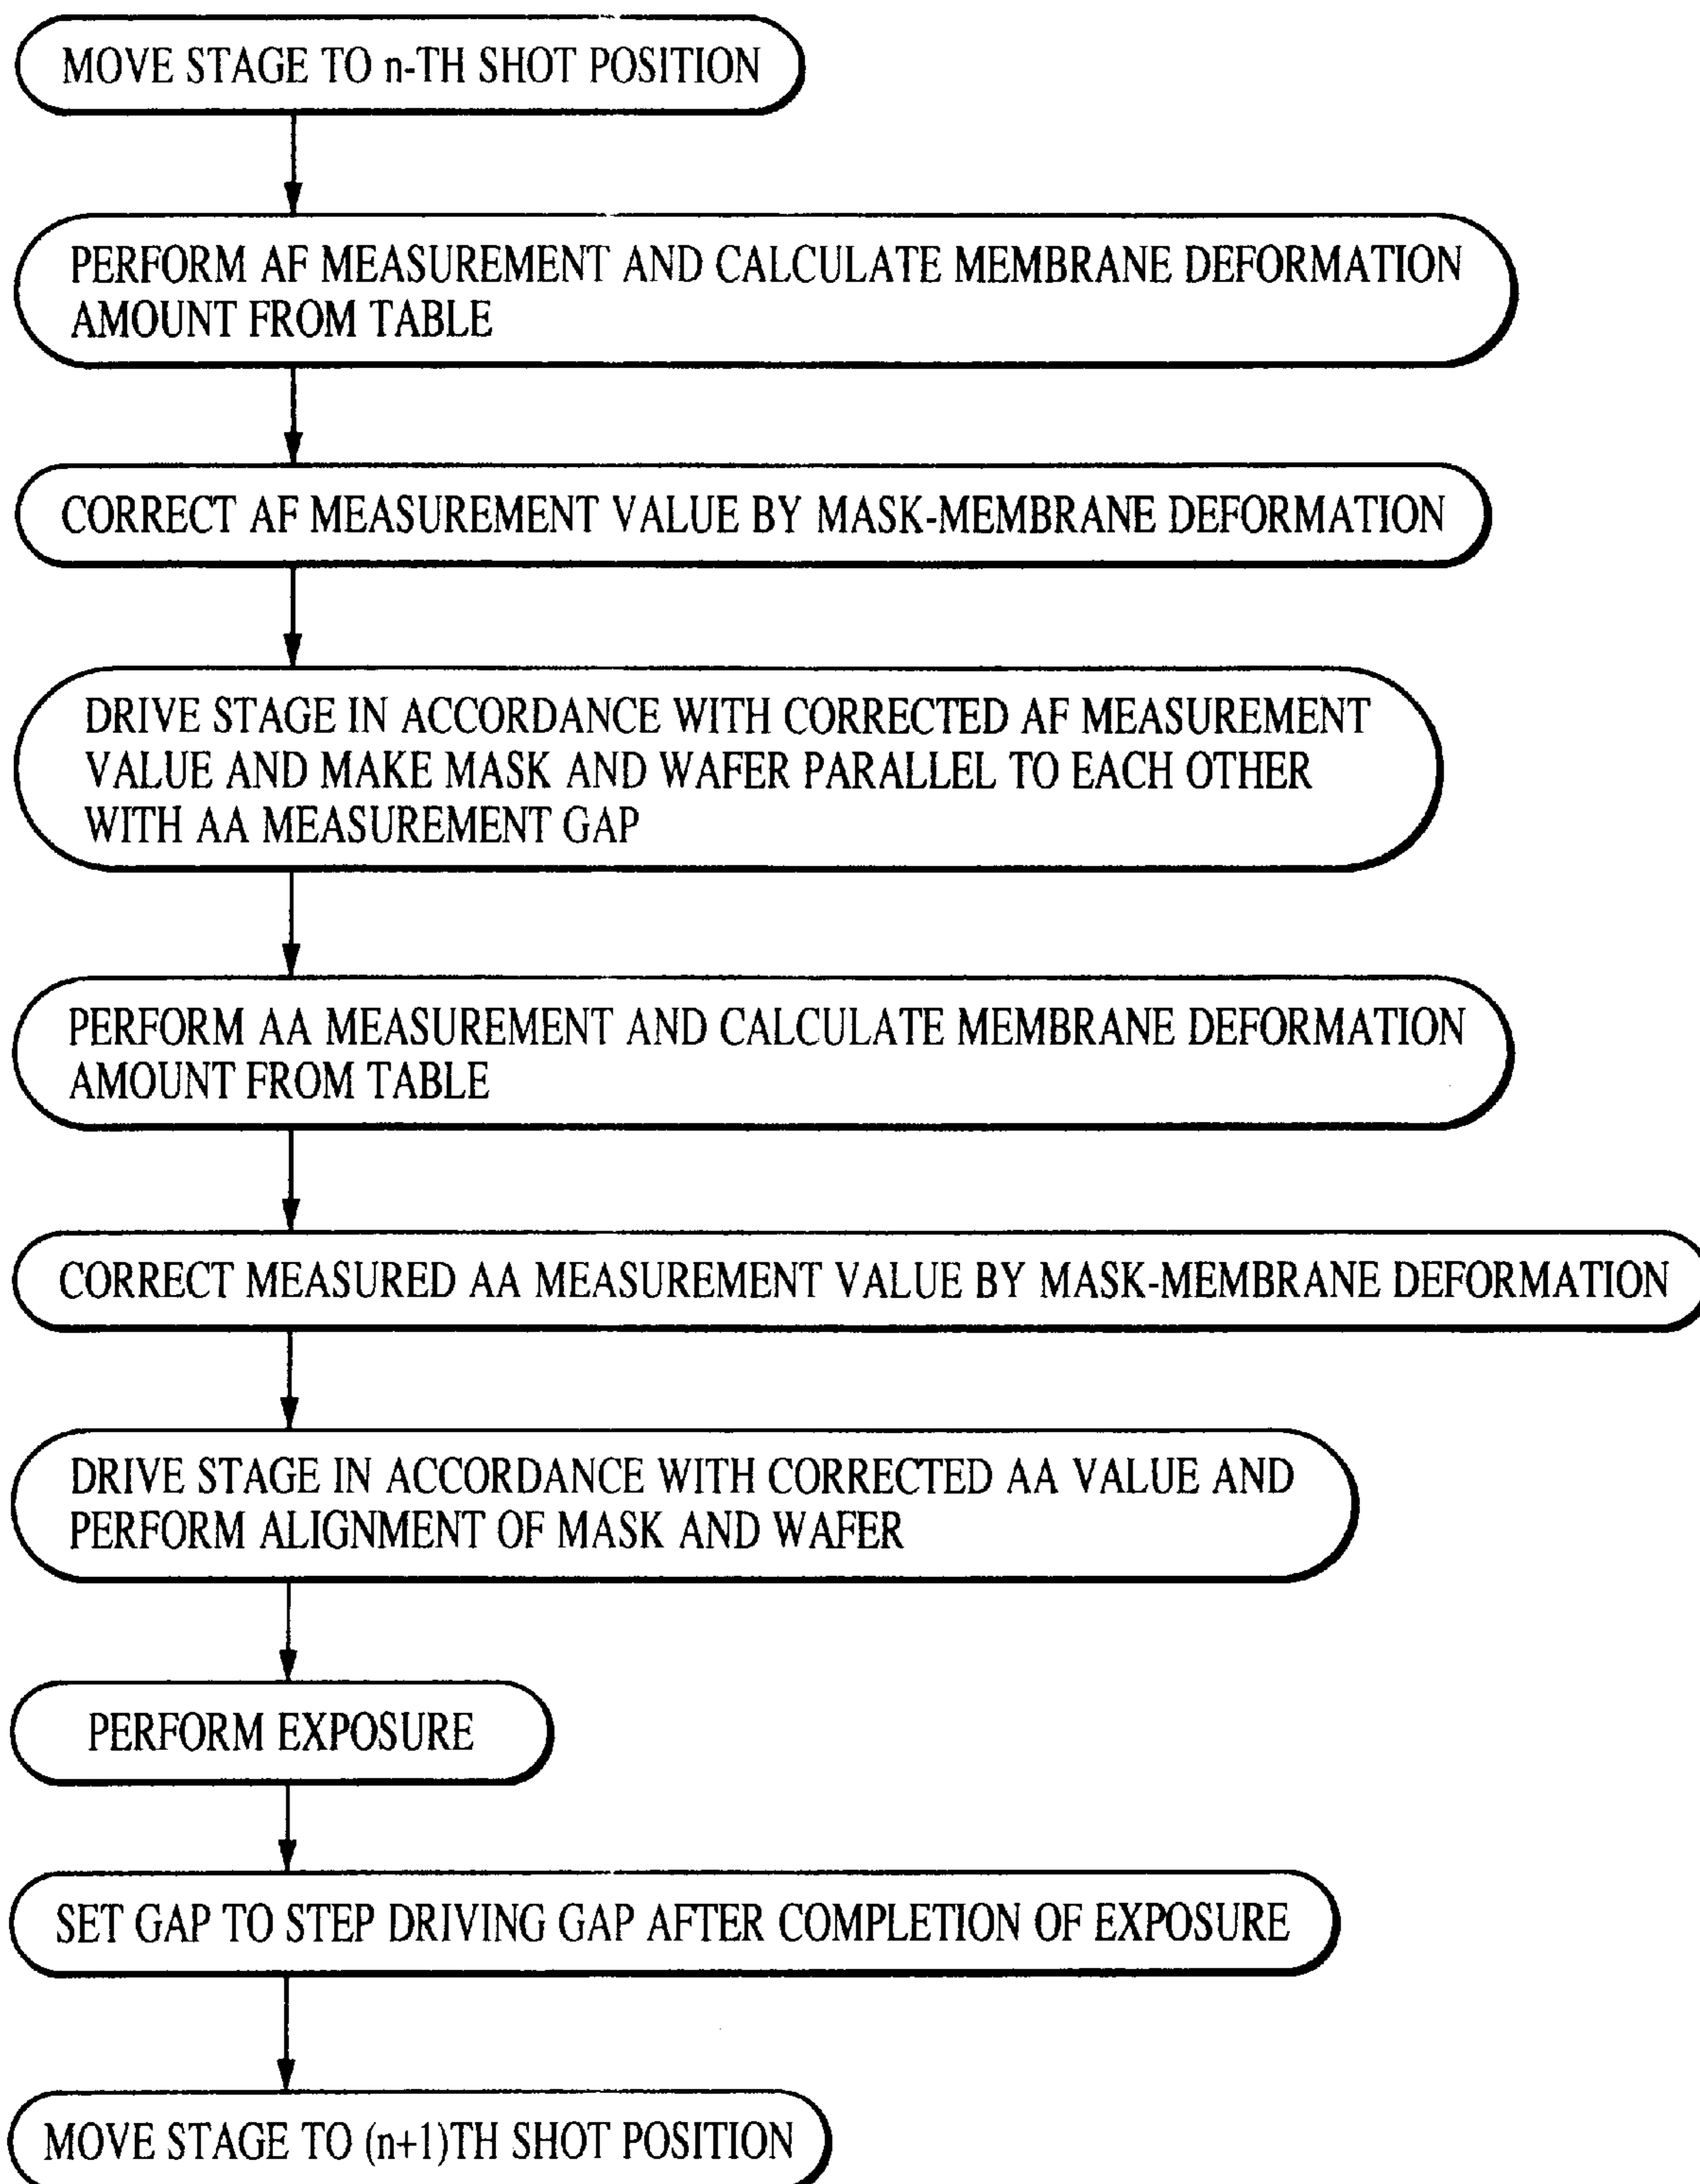 MOVE STAGE TO n-TH SHOT POSITION
PERFORM AF MEASUREMENT AND CALCULATE MEMBRANE DEFORMATION
AMOUNT FROM TABLE
CORRECT AF MEASUREMENT VALUE BY MASK-MEMBRANE DEFORMATION
DRIVE STAGE IN ACCORDANCE WITH CORRECTED AF MEASUREMENT
VALUE AND MAKE MASK AND WAFER PARALLEL TO EACH OTHER
WITH AA MEASUREMENT GAP
PERFORM AA MEASUREMENT AND CALCULATE MEMBRANE DEFORMATION
AMOUNT FROM TABLE
CORRECT MEASURED AA MEASUREMENT VALUE BY MASK-MEMBRANE DEFORMATION
DRIVE STAGE IN ACCORDANCE WITH CORRECTED AA VALUE AND
PERFORM ALIGNMENT OF MASK AND WAFER
PERFORM EXPOSURE
SET GAP TO STEP DRIVING GAP AFTER COMPLETION OF EXPOSURE
MOVE STAGE TO (n+1)TH SHOT POSITION